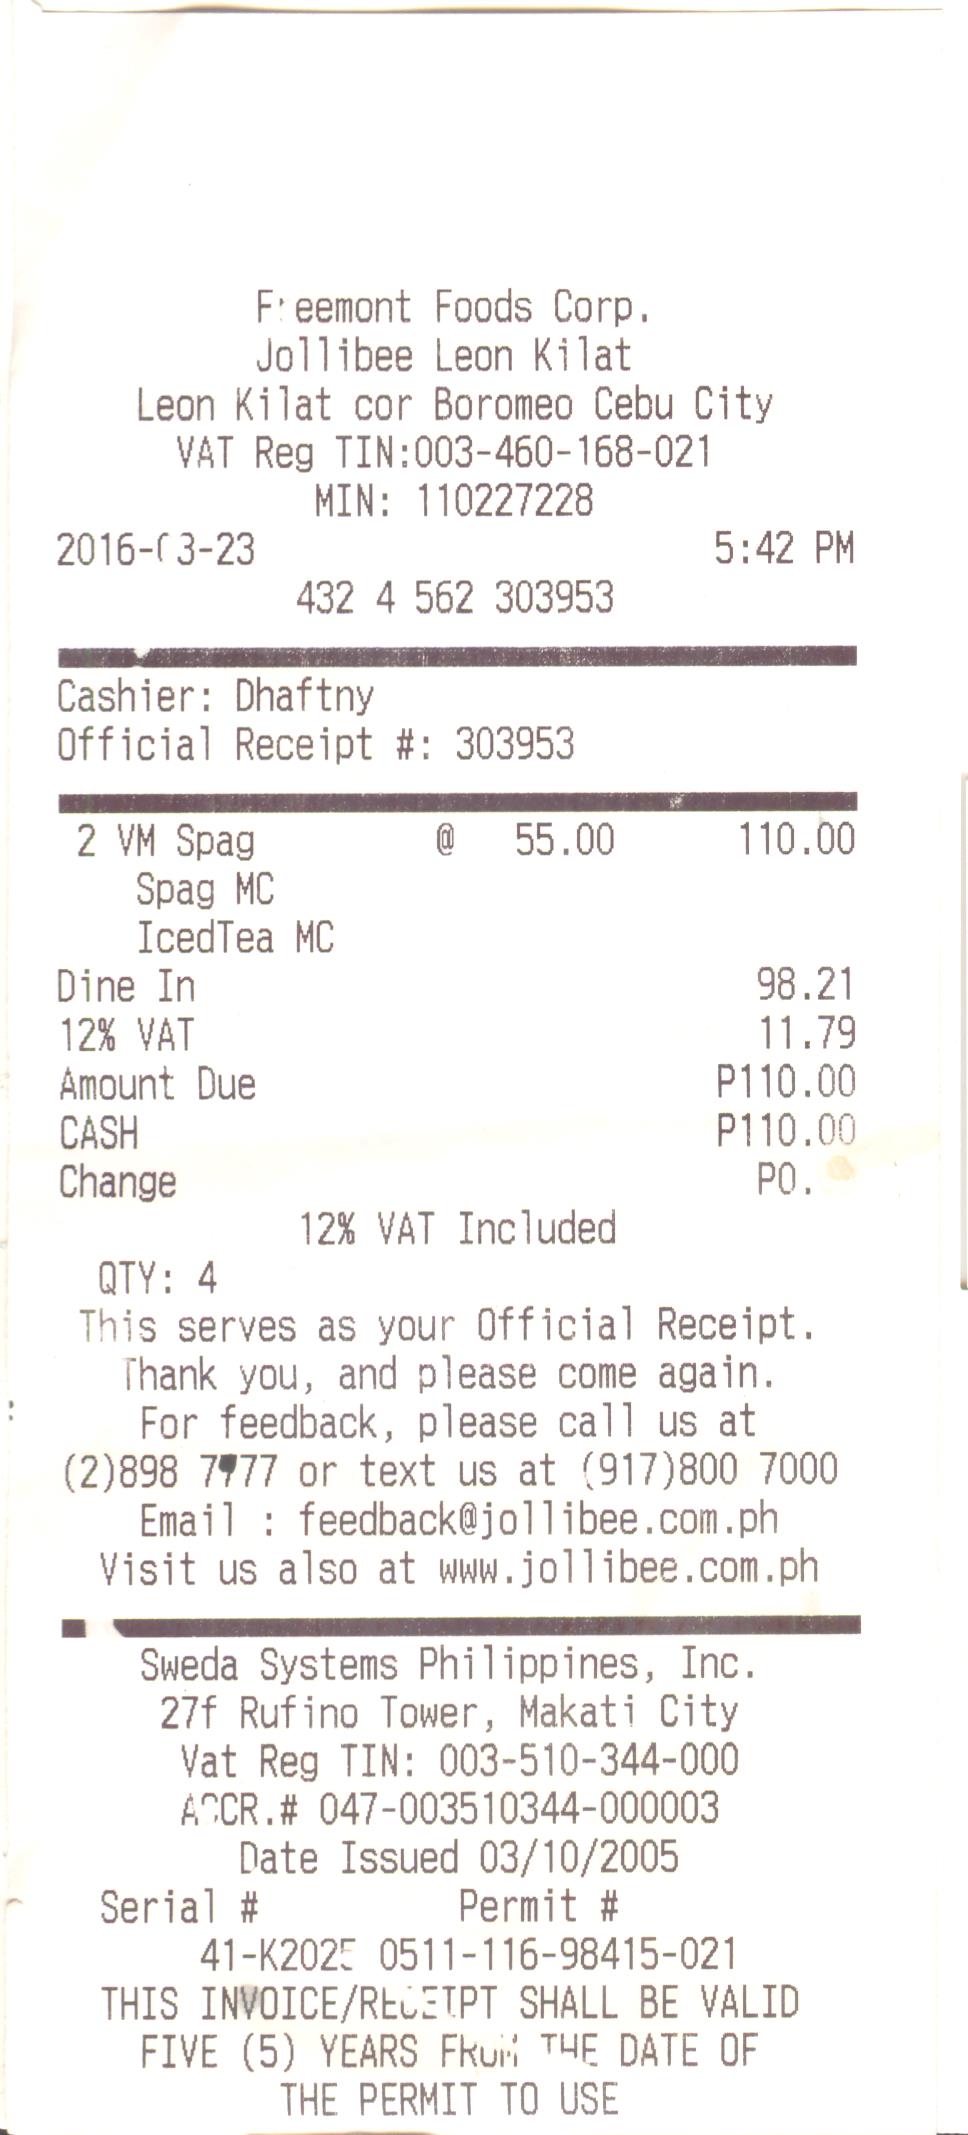 Freemont Foods Corp.
Jollibee Leon Kilat
Leon Kilat cor Boromeo Cebu City
VAT Reg TIN:003-460-168-021
MIN: 110227228
2016-03-23 5:42 PM
432 4 562 303953
Cashier: Dhaftny
Official Receipt #: 303953
2 VM Spag @ 55.00 110.00
Spag MC
IcedTea MC
Dine In 98.21
12% VAT 11.79
Amount Due P110.00
CASH P110.00
Change P0.
12% VAT Included
QTY: 4
This serves as your Official Receipt.
Thank you, and please come again.
For feedback, please call us at
(2)898 7777 or text us at (917)800 7000
Email : feedback@jollibee.com.ph
Visit us also at www.jollibee.com.ph
Sweda Systems Philippines, Inc.
27f Rufino Tower, Makati City
Vat Reg TIN: 003-510-344-000
ACCR.# 047-003510344-000003
Date Issued 03/10/2005
Serial # Permit #
41-K2025 0511-116-98415-021
THIS INVOICE/RECEIPT SHALL BE VALID
FIVE (5) YEARS FROM THE DATE OF
THE PERMIT TO USE